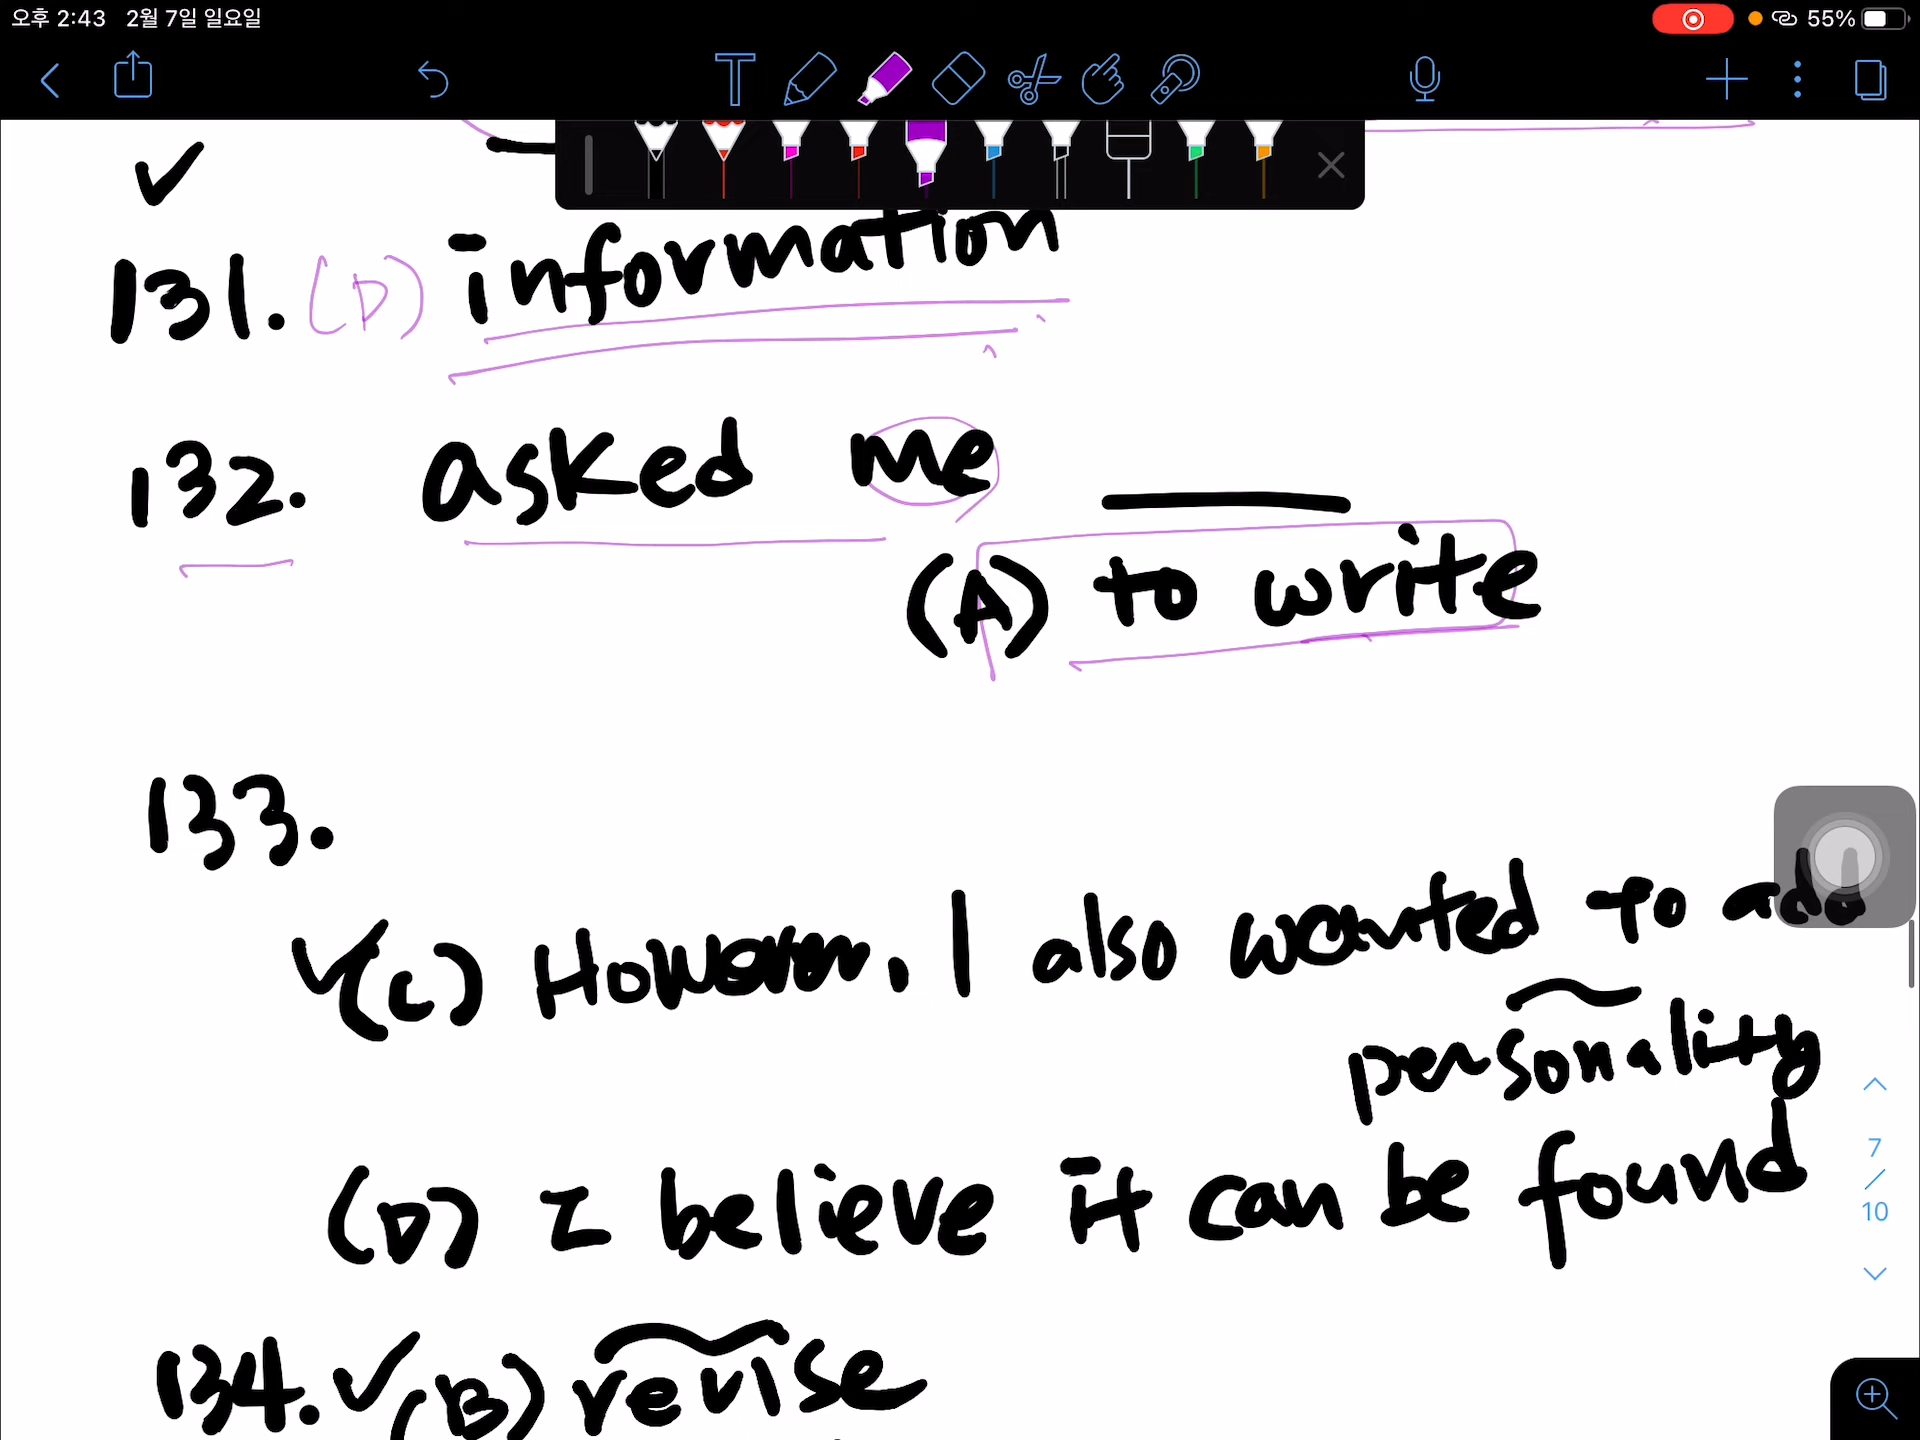 오후 2:43 2월 7일 일요일
55%
131. (D) information
132. asked me
(A) to write
133.
(C) However, I also wanted to add
personality
(D) I believe it can be found
7
/
10
134. (B) revise